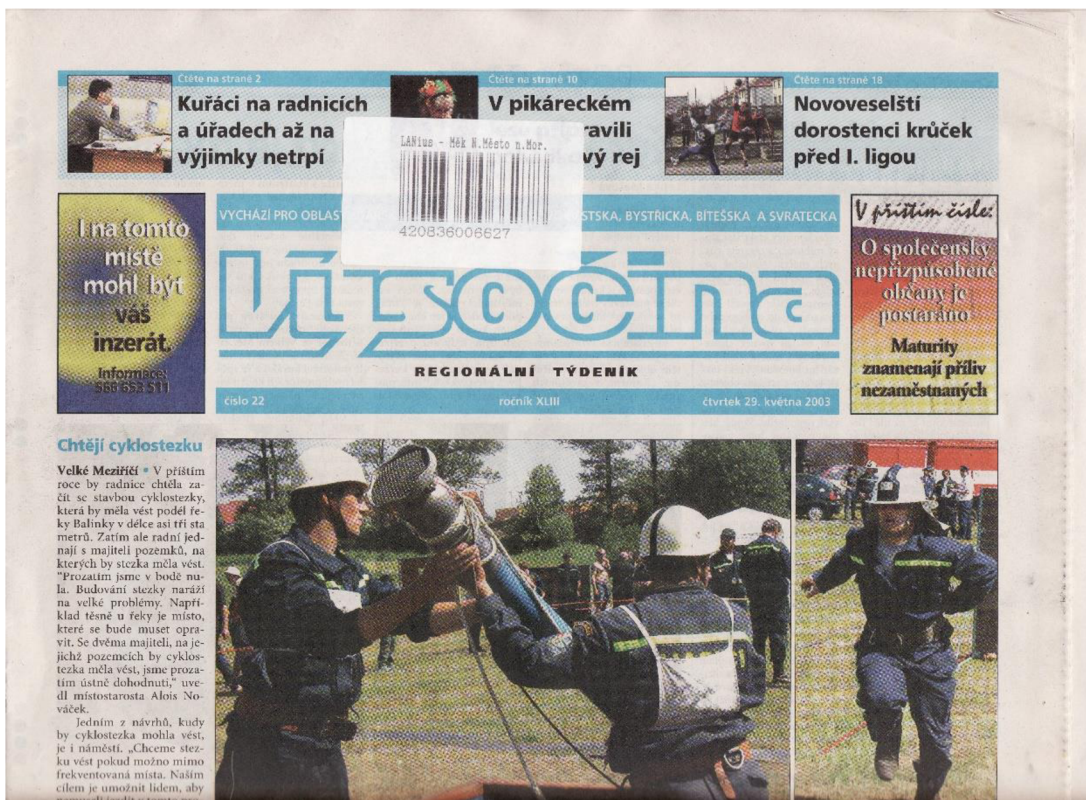 Čtěte na straně 2
Kuřáci na radnicích
a úřadech až na
výjimky netrpí
Čtěte na straně 10
V pikáreckém
ravili
ový rej
Čtěte na straně 18
Novoveselští
dorostenci krůček
před I. ligou
LANius - Měk N.Město n.Mor.
420836006627
I na tomto
místě
mohl být
váš
inzerát.
Informace:
566 652 511
VYCHÁZÍ PRO OBLAS
STSKA, BYSTŘICKA, BÍTEŠSKA A SVRATECKA
Vysočina
REGIONÁLNÍ TÝDENÍK
číslo 22 ročník XLIII čtvrtek 29. května 2003
V příštím čísle:
O společensky
nepřizpůsobené
občany je
postaráno
Maturity
znamenají příliv
nezaměstnaných
Chtějí cyklostezku
Velké Meziříčí • V příštím
roce by radnice chtěla za-
čít se stavbou cyklostezky,
která by měla vést podél ře-
ky Balinky v délce asi tři sta
metrů. Zatím ale radní jed-
nají s majiteli pozemků, na
kterých by stezka měla vést.
"Prozatím jsme v bodě nu-
la. Budování stezky naráží
na velké problémy. Napří-
klad těsně u řeky je místo,
které se bude muset opra-
vit. Se dvěma majiteli, na je-
jichž pozemcích by cyklos-
tezka měla vést, jsme proza-
tím ústně dohodnuti," uve-
dl místostarosta Alois No-
váček.
Jedním z návrhů, kudy
by cyklostezka mohla vést,
je i náměstí. „Chceme stez-
ku vést pokud možno mimo
frekventovaná místa. Naším
cílem je umožnit lidem, aby